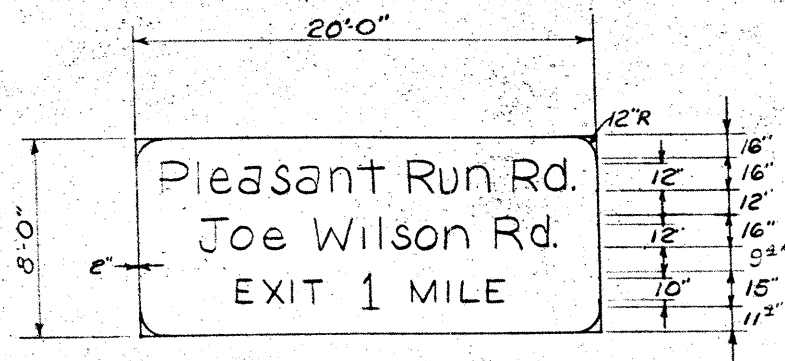 20'-0"
12"R
8'-0"
2"
Pleasant Run Rd.
Joe Wilson Rd.
EXIT 1 MILE
12"
12"
10"
16"
16"
12"
16"
15"